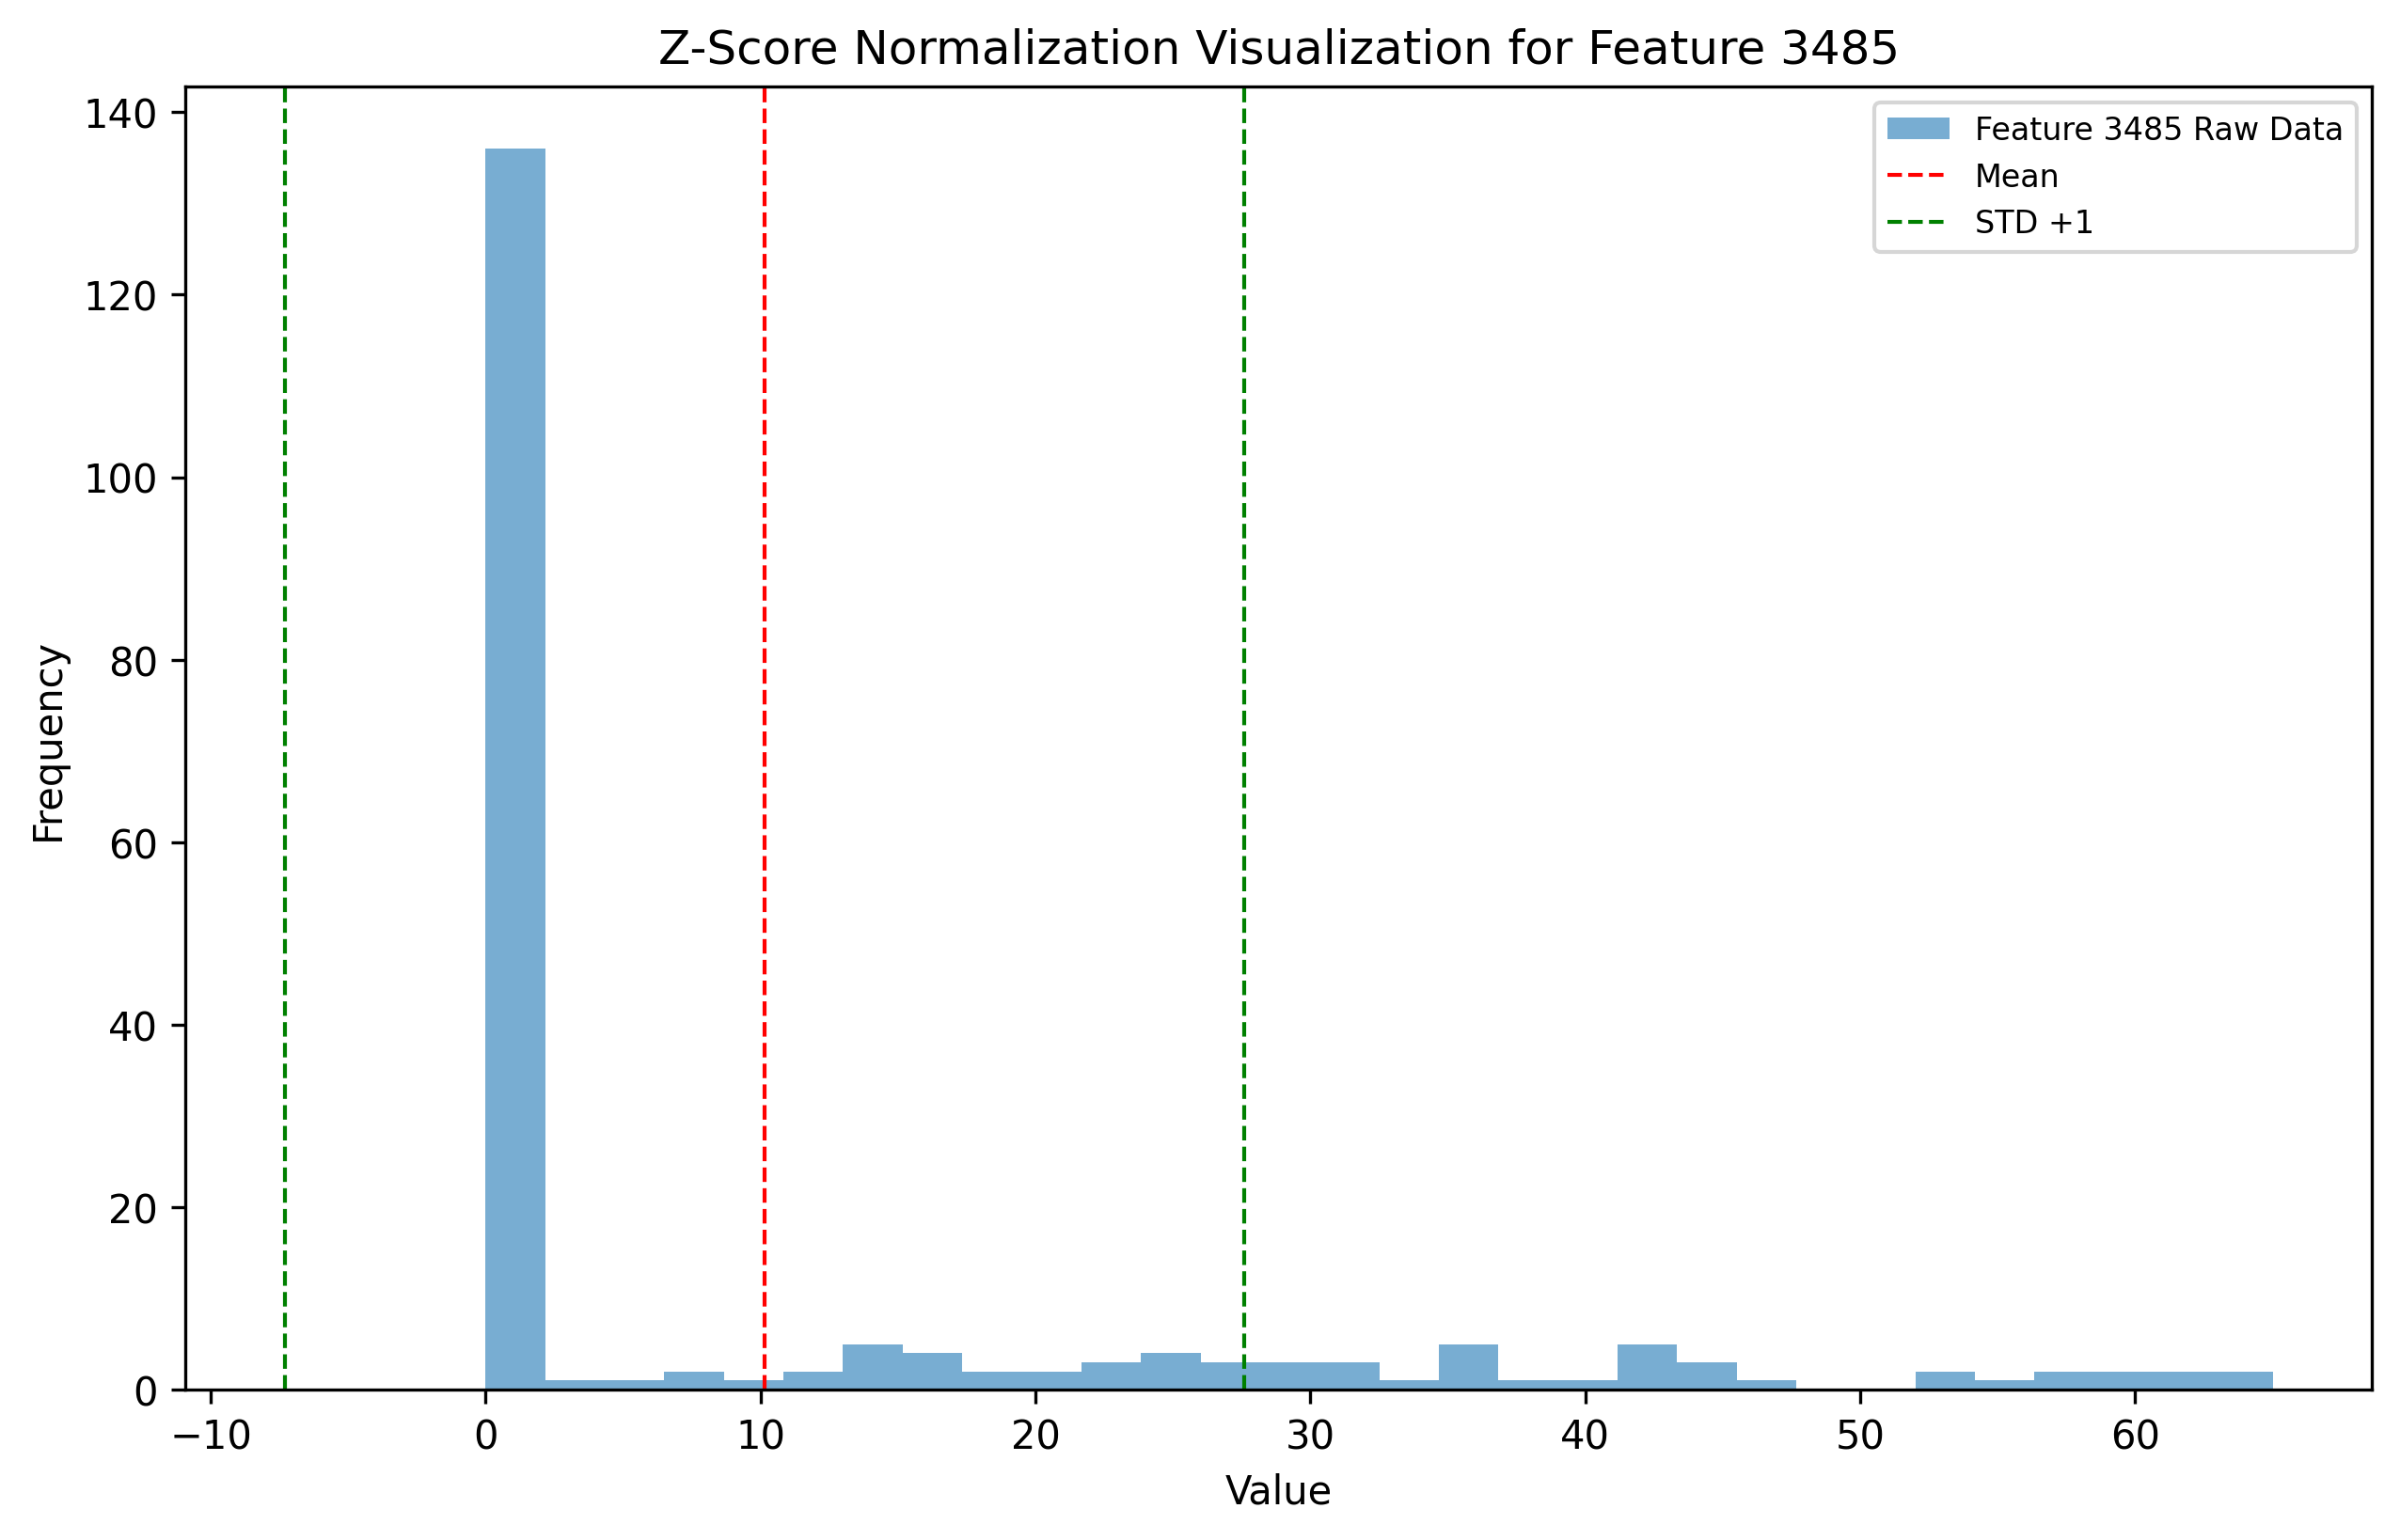 Z-Score Normalization Visualization for Feature 3485
Feature 3485 Raw Data
Mean
STD +1
140
120
100
80
60
40
20
0
Frequency
−10 0 10 20 30 40 50 60
Value